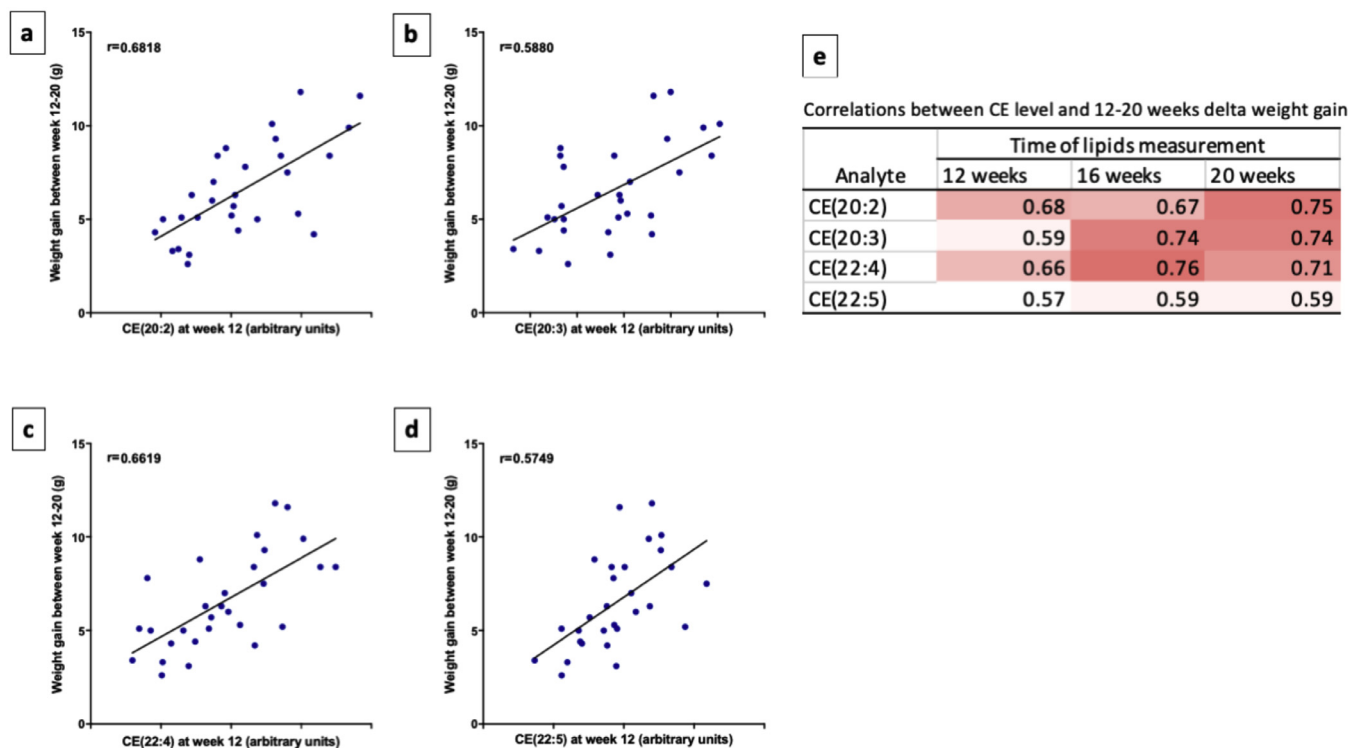 a
15
r=0.6818
10
5
0
Weight gain between week 12-20 (g)
CE(20:2) at week 12 (arbitrary units)
b
15
r=0.5880
10
5
0
Weight gain between week 12-20 (g)
CE(20:3) at week 12 (arbitrary units)
e
Correlations between CE level and 12-20 weeks delta weight gain
Time of lipids measurement
Analyte 12 weeks 16 weeks 20 weeks
CE(20:2) 0.68 0.67 0.75
CE(20:3) 0.59 0.74 0.74
CE(22:4) 0.66 0.76 0.71
CE(22:5) 0.57 0.59 0.59
c
15
r=0.6619
10
5
0
Weight gain between week 12-20 (g)
CE(22:4) at week 12 (arbitrary units)
d
15
r=0.5749
10
5
0
Weight gain between week 12-20 (g)
CE(22:5) at week 12 (arbitrary units)